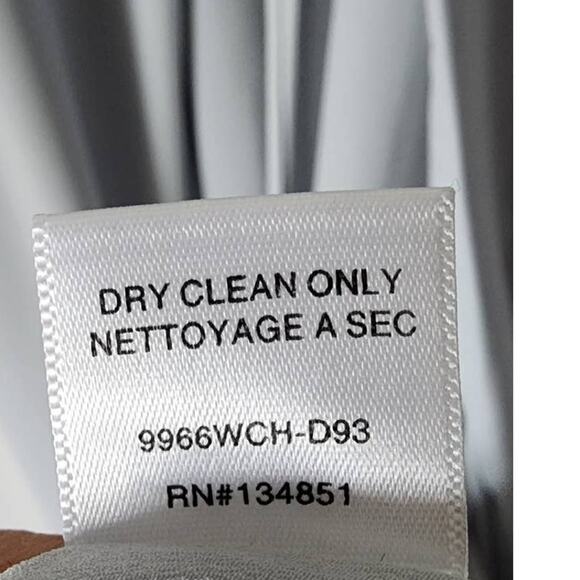 DRY CLEAN ONLY
NETTOYAGE A SEC
9966WCH-D93
RN#134851